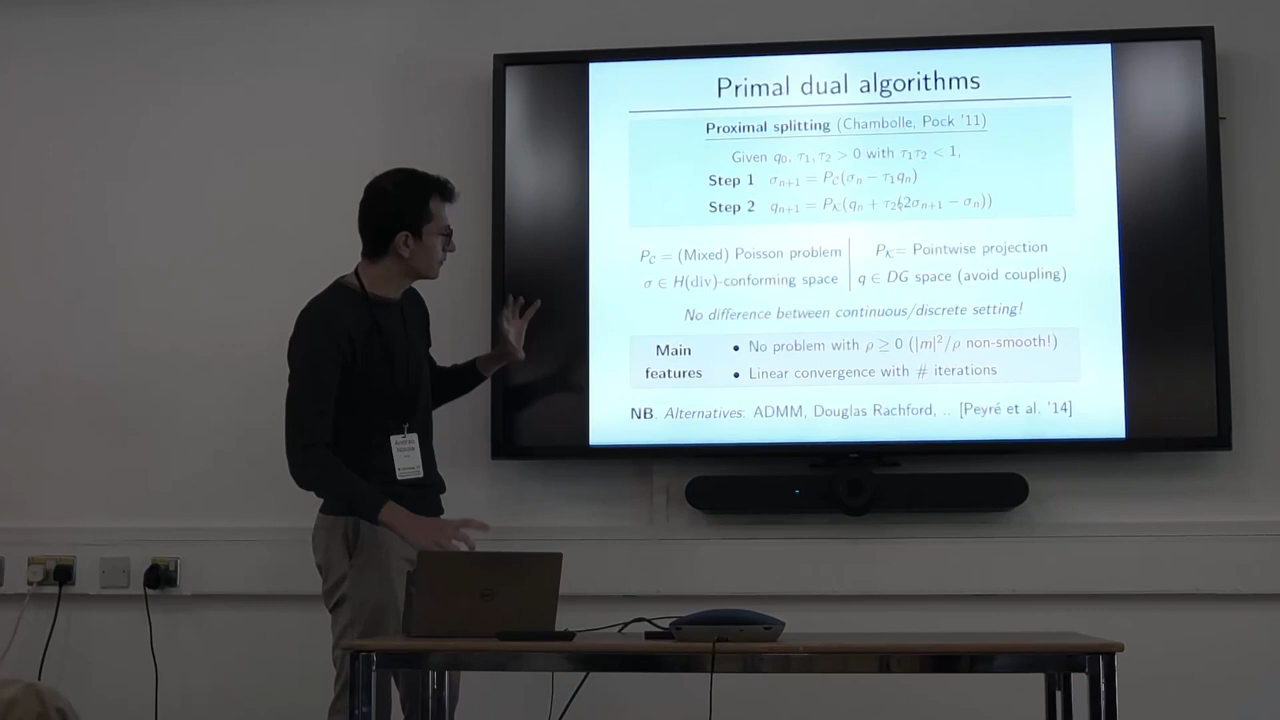 Primal dual algorithms
Proximal splitting (Chambolle, Pock '11)
Given q₀, τ₁, τ₂ > 0 with τ₁τ₂ < 1,
Step 1 σₙ₊₁ = P_𝒞(σₙ − τ₁qₙ)
Step 2 qₙ₊₁ = P_𝒦(qₙ + τ₂(2σₙ₊₁ − σₙ))
P_𝒞 = (Mixed) Poisson problem
σ ∈ H(div)-conforming space
P_𝒦 = Pointwise projection
q ∈ DG space (avoid coupling)
No difference between continuous/discrete setting!
Main features
• No problem with ρ ≥ 0 (|m|²/ρ non-smooth!)
• Linear convergence with # iterations
NB. Alternatives: ADMM, Douglas Rachford, .. [Peyré et al. '14]